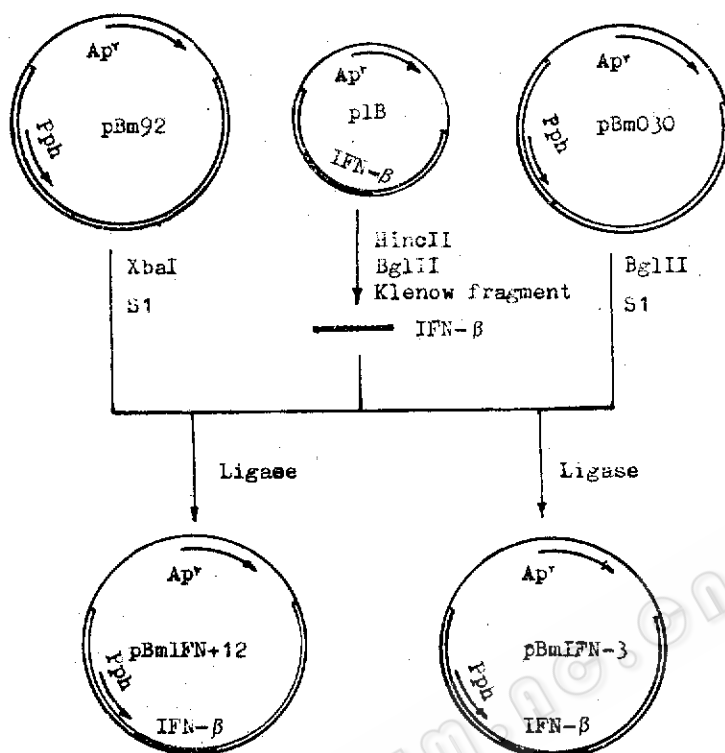 Apʳ
pBm92
Pph
Apʳ
pIB
IFN-β
Apʳ
pBm030
Pph
XbaI
S1
HincII
BglII
Klenow fragment
IFN-β
BglII
S1
Ligase
Ligase
Apʳ
pBmIFN+12
Pph
IFN-β
Apʳ
pBmIFN-3
Pph
IFN-β